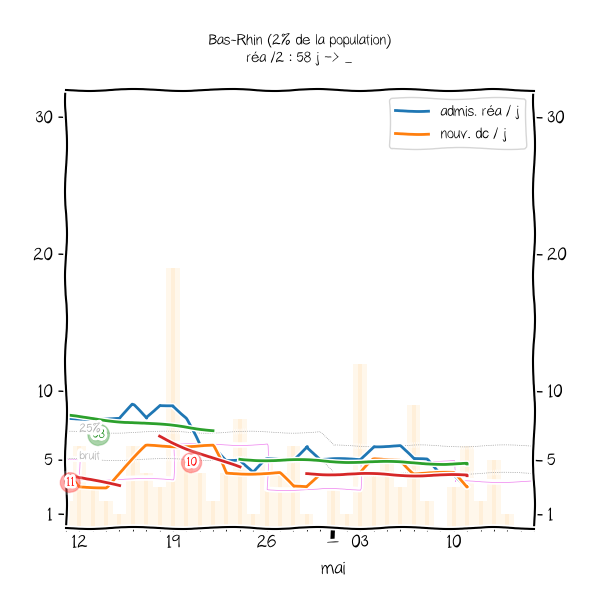 Bas-Rhin (2% de la population)
réa /2 : 58 j -> _
admis. réa / j
nouv. dc / j
30 30
20 20
10 10
25%
bruit
5 5
10
11
1 1
12 19 26 _ 03 10
mai